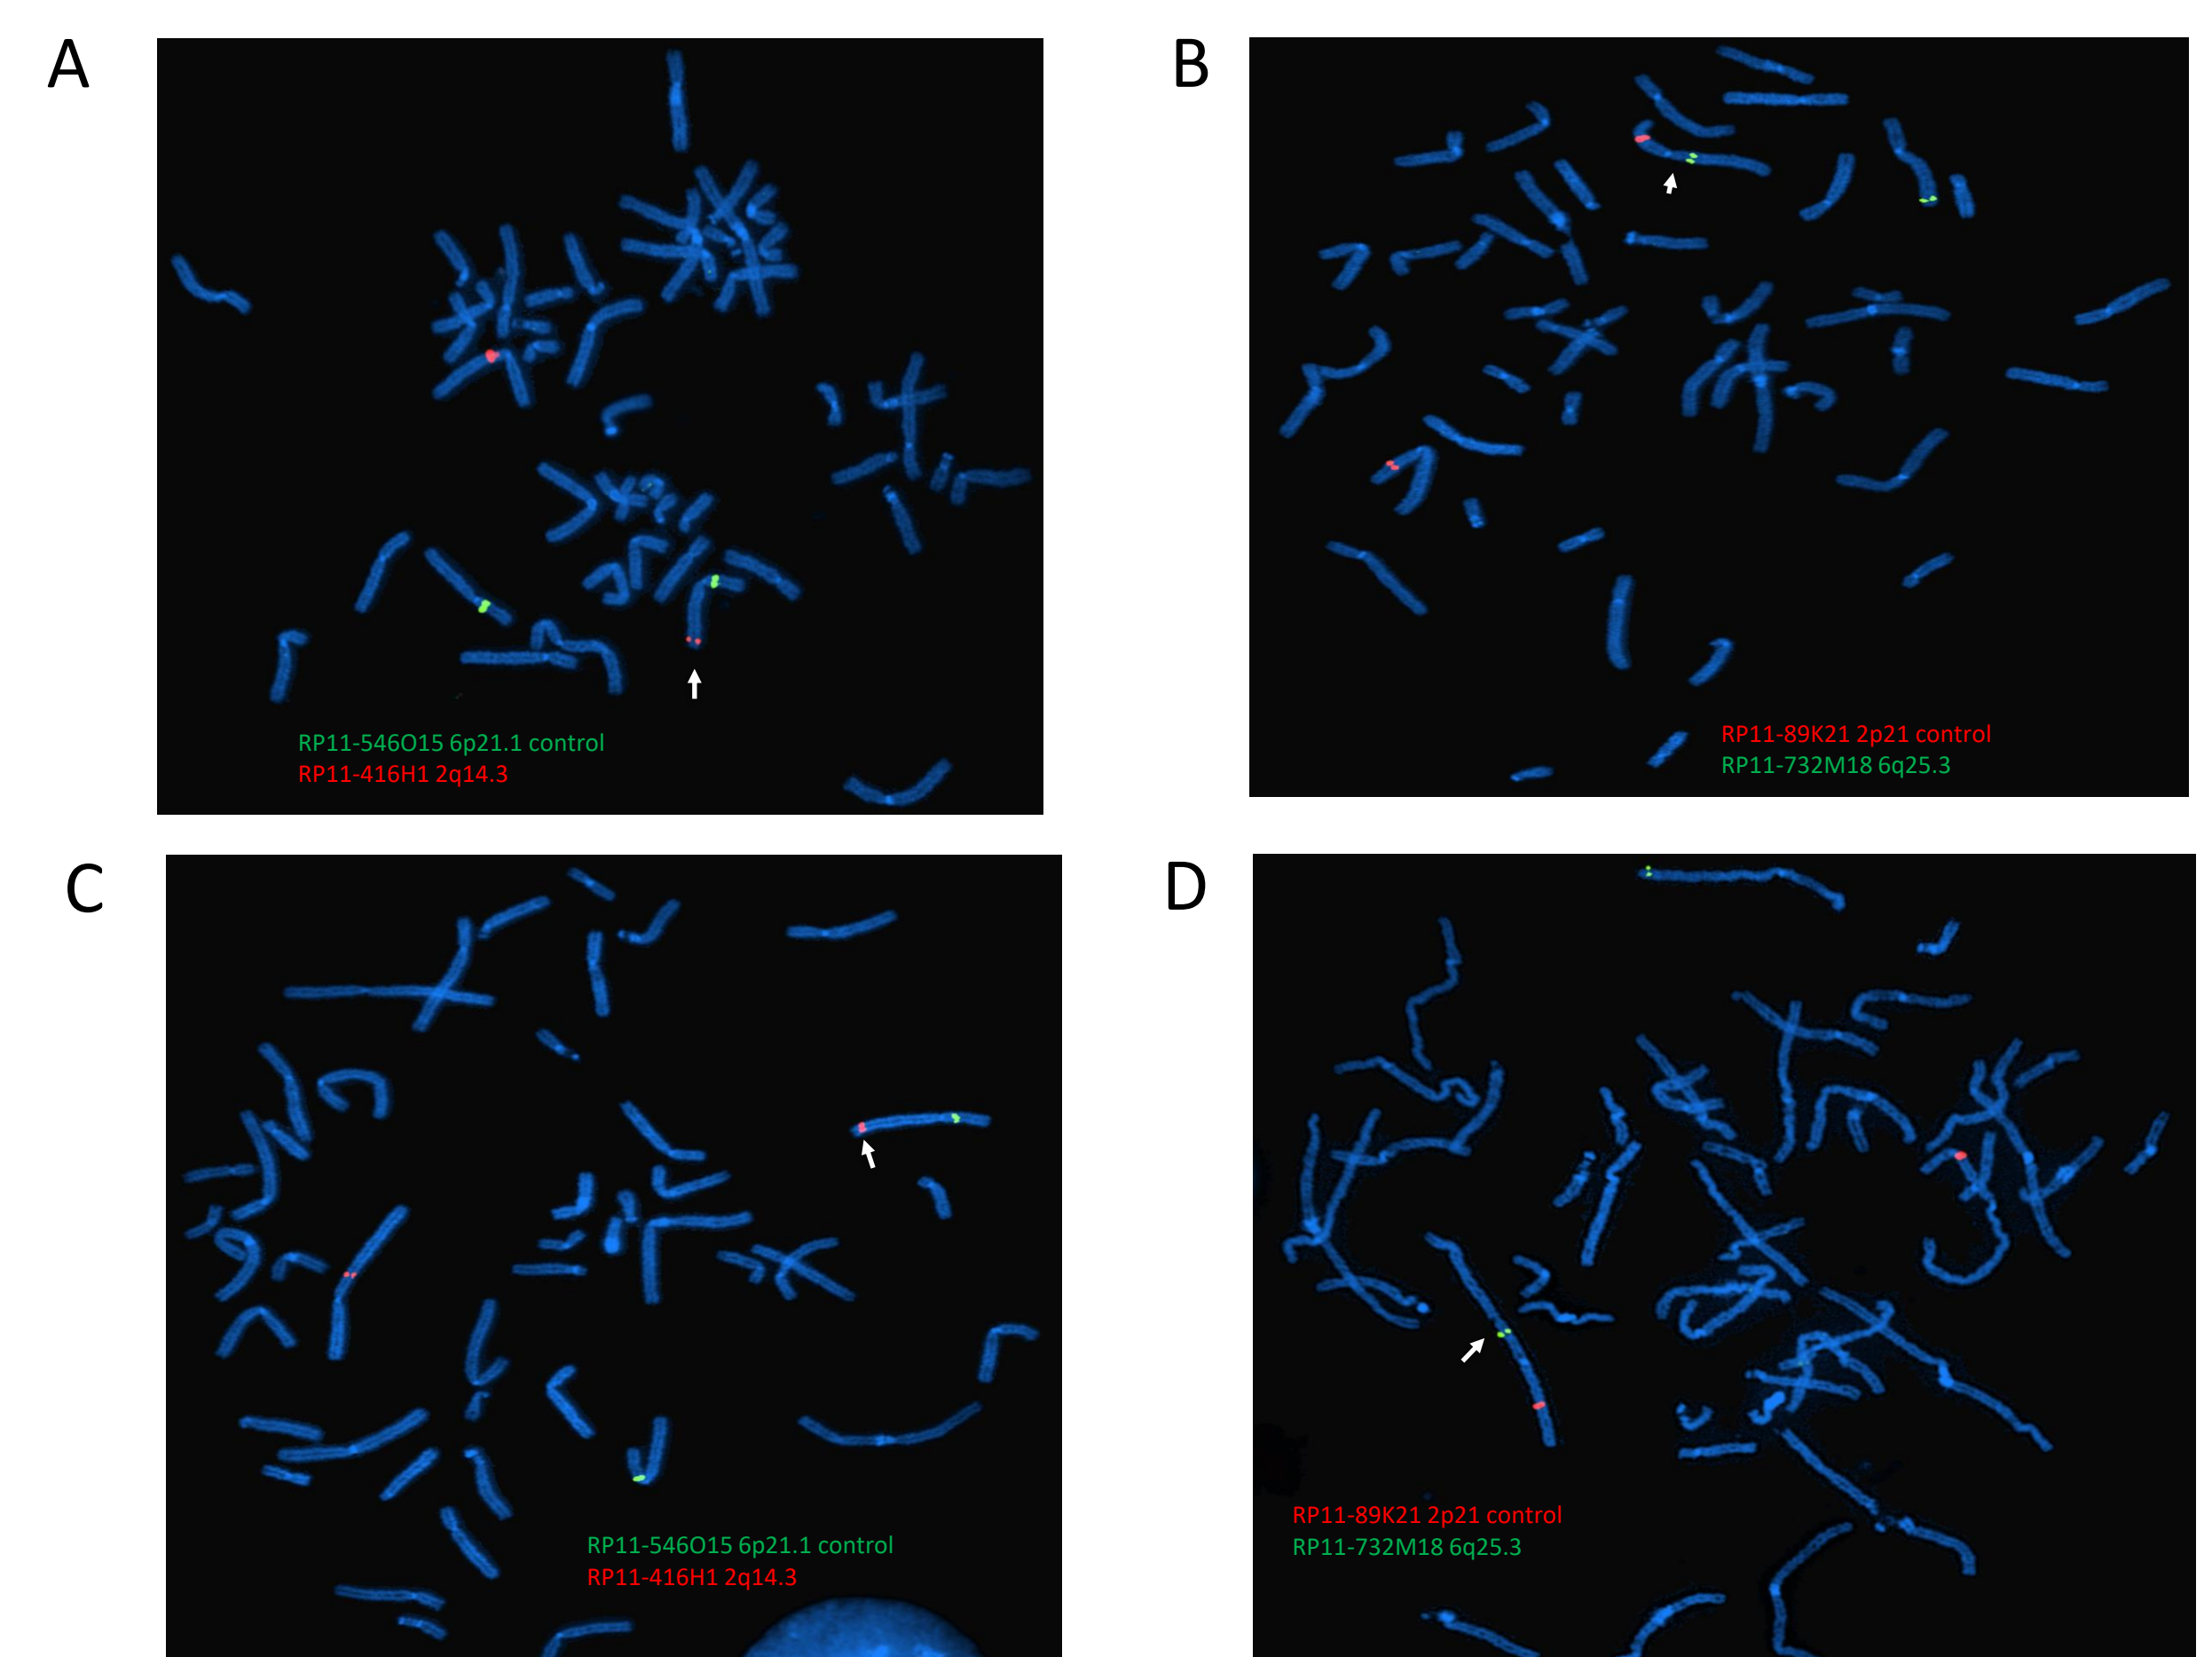 A
B
RP11-546O15 6p21.1 control
RP11-416H1 2q14.3
RP11-89K21 2p21 control
RP11-732M18 6q25.3
C
D
RP11-546O15 6p21.1 control
RP11-416H1 2q14.3
RP11-89K21 2p21 control
RP11-732M18 6q25.3